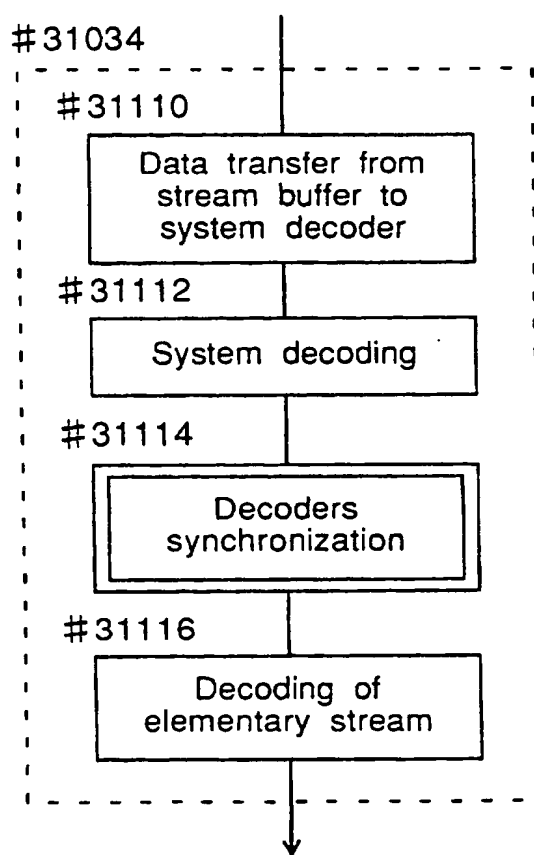 #31034
#31110
Data transfer from
stream buffer to
system decoder
#31112
System decoding
#31114
Decoders
synchronization
#31116
Decoding of
elementary stream